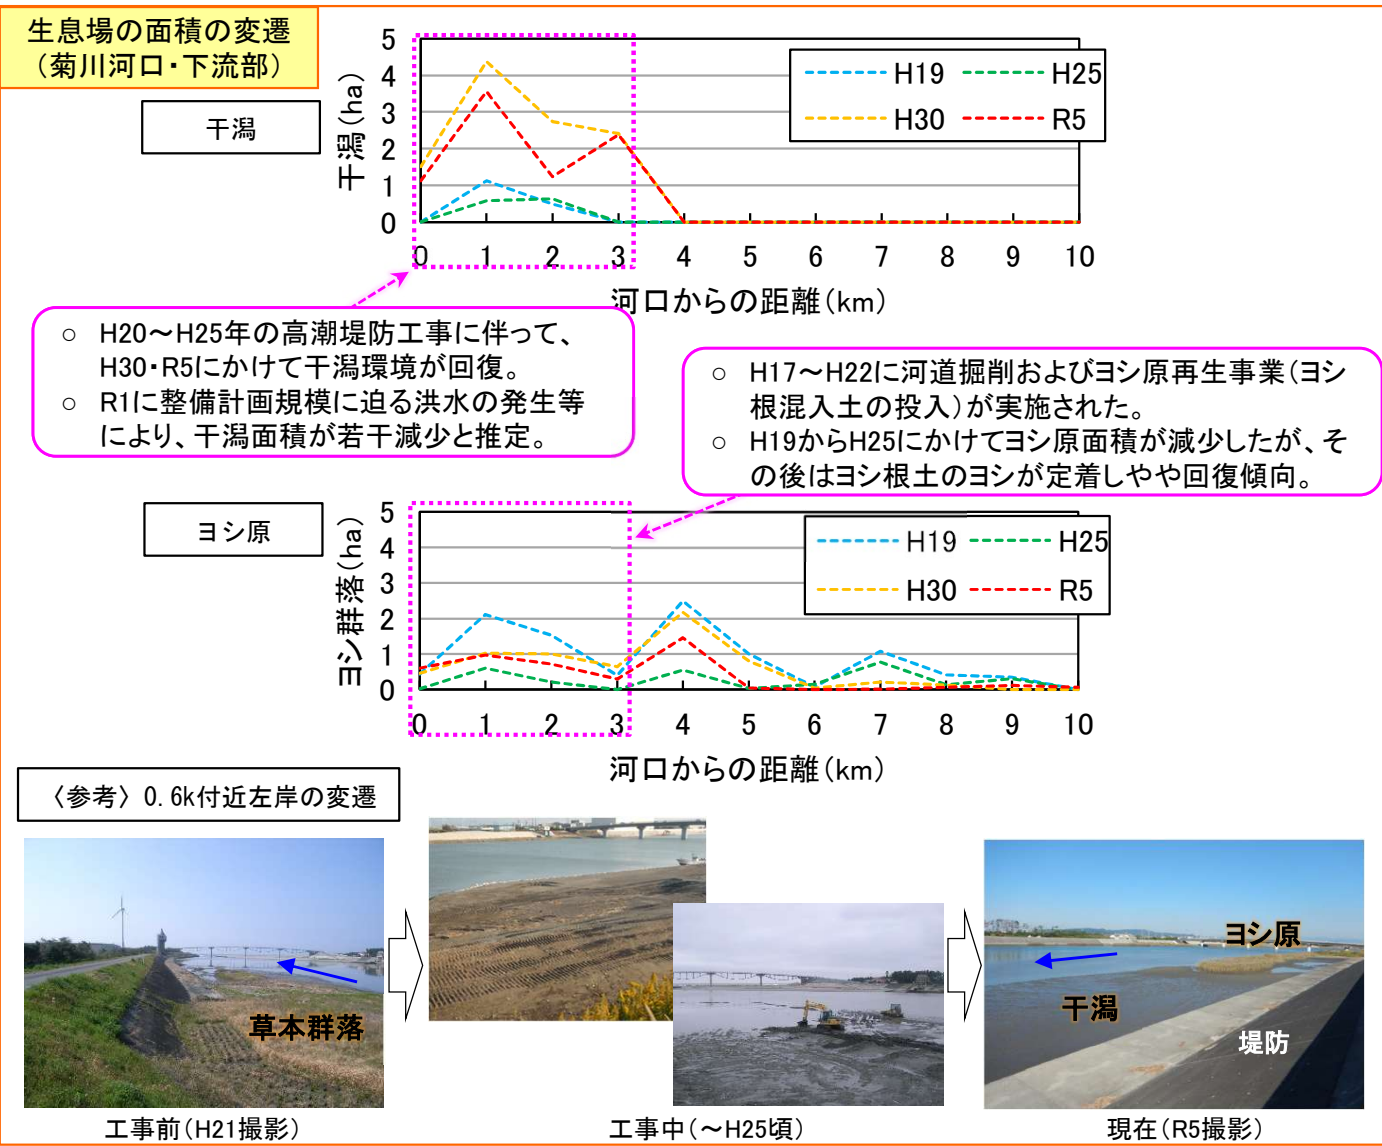 生息場の面積の変遷
（菊川河口・下流部）
干潟
干潟(ha)
5
4
3
2
1
0
H19
H25
H30
R5
0 1 2 3 4 5 6 7 8 9 10
河口からの距離(km)
○ H20～H25年の高潮堤防工事に伴って、
H30・R5にかけて干潟環境が回復。
○ R1に整備計画規模に迫る洪水の発生等
により、干潟面積が若干減少と推定。
○ H17～H22に河道掘削およびヨシ原再生事業(ヨシ
根混入土の投入)が実施された。
○ H19からH25にかけてヨシ原面積が減少したが、そ
の後はヨシ根土のヨシが定着しやや回復傾向。
ヨシ原
ヨシ群落(ha)
5
4
3
2
1
0
H19
H25
H30
R5
0 1 2 3 4 5 6 7 8 9 10
河口からの距離(km)
〈参考〉0.6k付近左岸の変遷
草本群落
ヨシ原
干潟
堤防
工事前(H21撮影)
工事中(～H25頃)
現在(R5撮影)